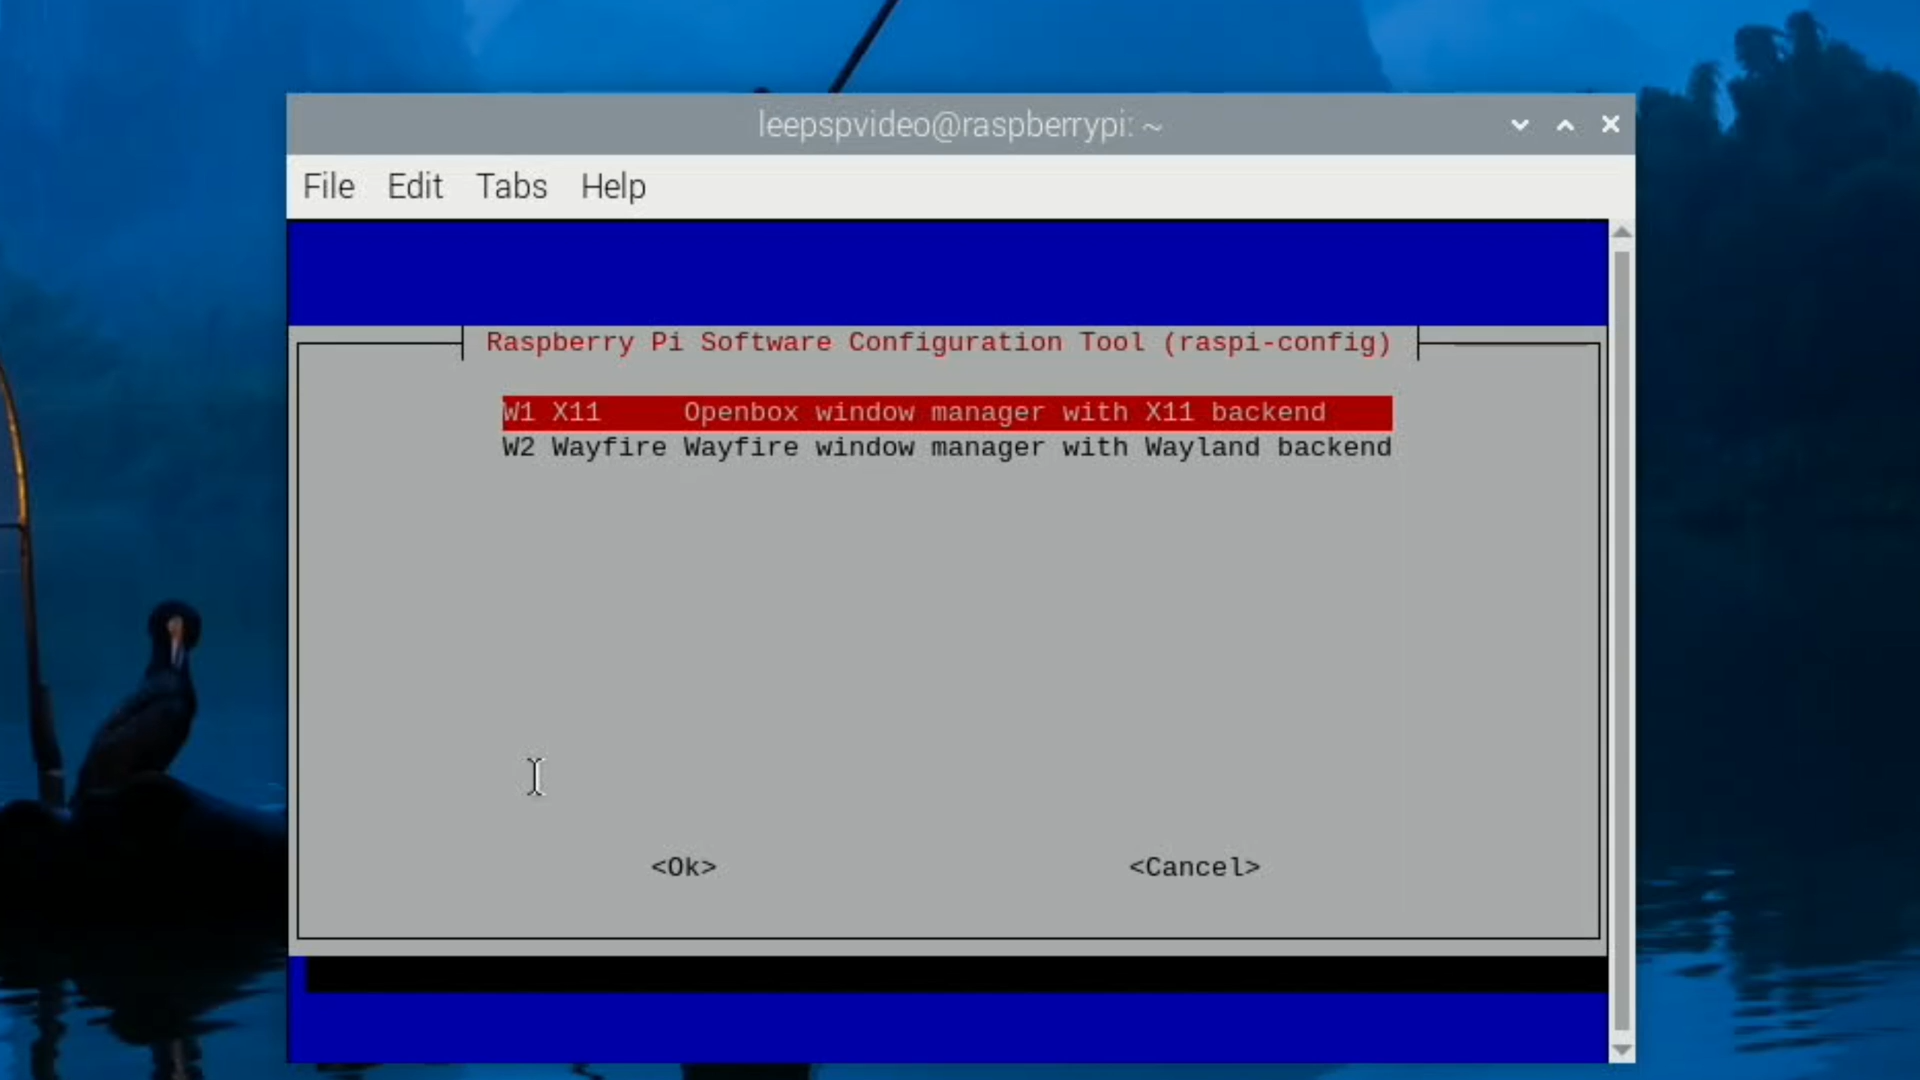 leepspvideo@raspberrypi: ~
File Edit Tabs Help
Raspberry Pi Software Configuration Tool (raspi-config)
W1 X11 Openbox window manager with X11 backend
W2 Wayfire Wayfire window manager with Wayland backend
<Ok> <Cancel>